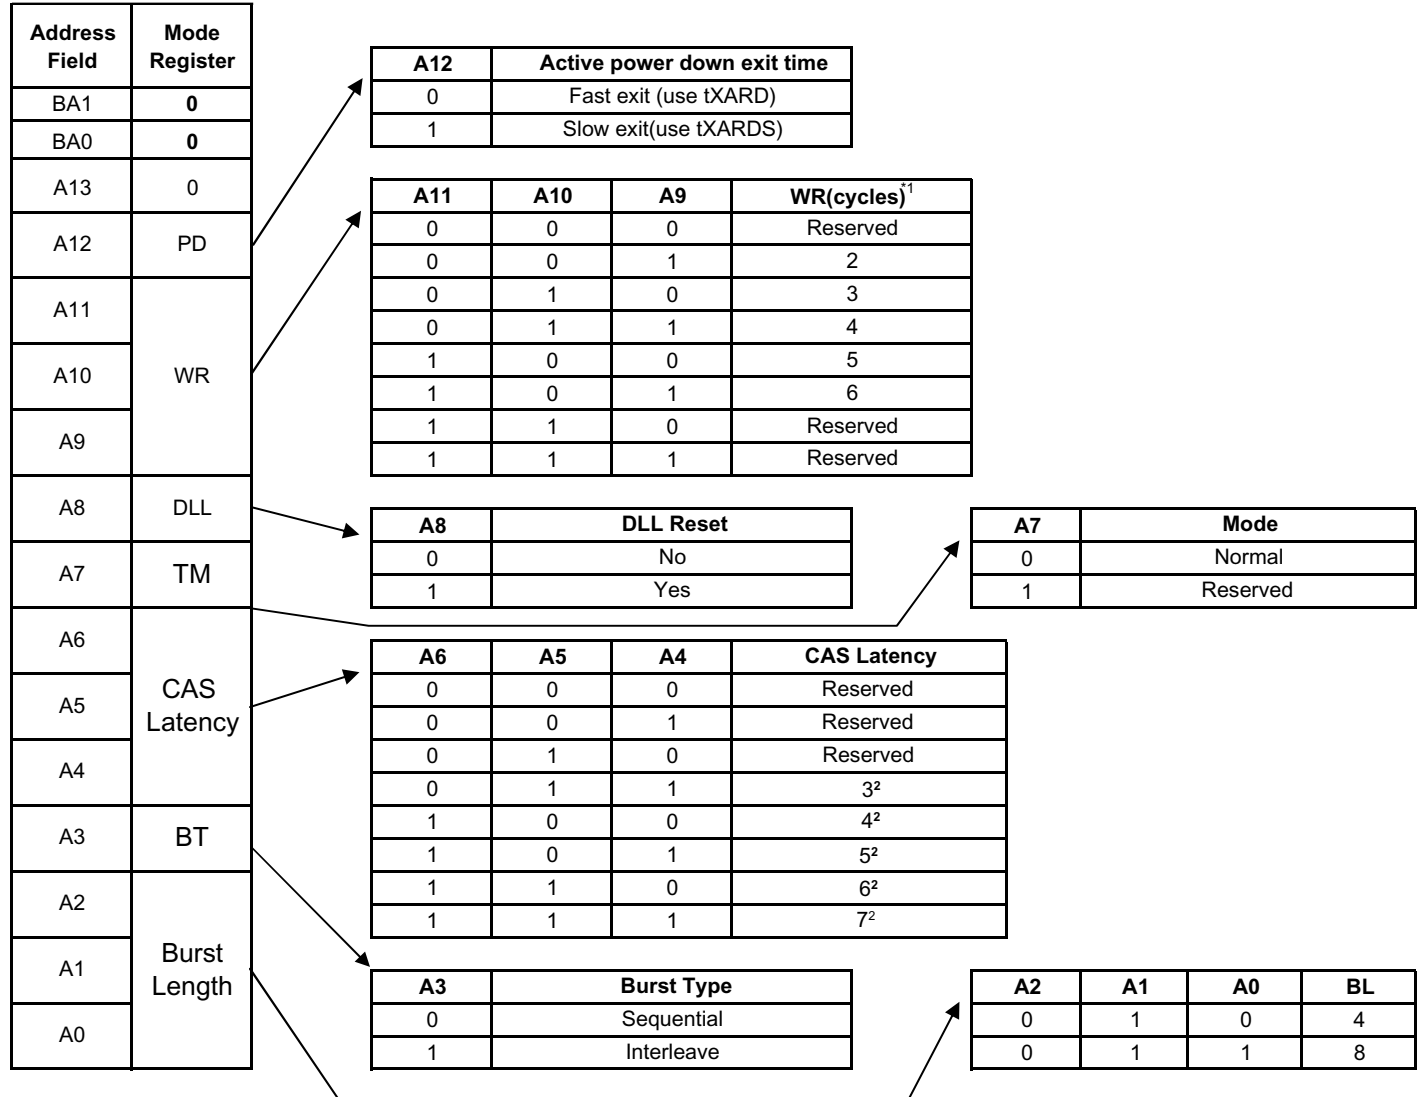 Address Field Mode Register
BA1 0
BA0 0
A13 0
A12 PD
A11
A10 WR
A9
A8 DLL
A7 TM
A6
A5 CAS Latency
A4
A3 BT
A2
A1 Burst Length
A0
A12 Active power down exit time
0 Fast exit (use tXARD)
1 Slow exit(use tXARDS)
A11 A10 A9 WR(cycles)*1
0 0 0 Reserved
0 0 1 2
0 1 0 3
0 1 1 4
1 0 0 5
1 0 1 6
1 1 0 Reserved
1 1 1 Reserved
A8 DLL Reset
0 No
1 Yes
A7 Mode
0 Normal
1 Reserved
A6 A5 A4 CAS Latency
0 0 0 Reserved
0 0 1 Reserved
0 1 0 Reserved
0 1 1 3²
1 0 0 4²
1 0 1 5²
1 1 0 6²
1 1 1 7²
A3 Burst Type
0 Sequential
1 Interleave
A2 A1 A0 BL
0 1 0 4
0 1 1 8